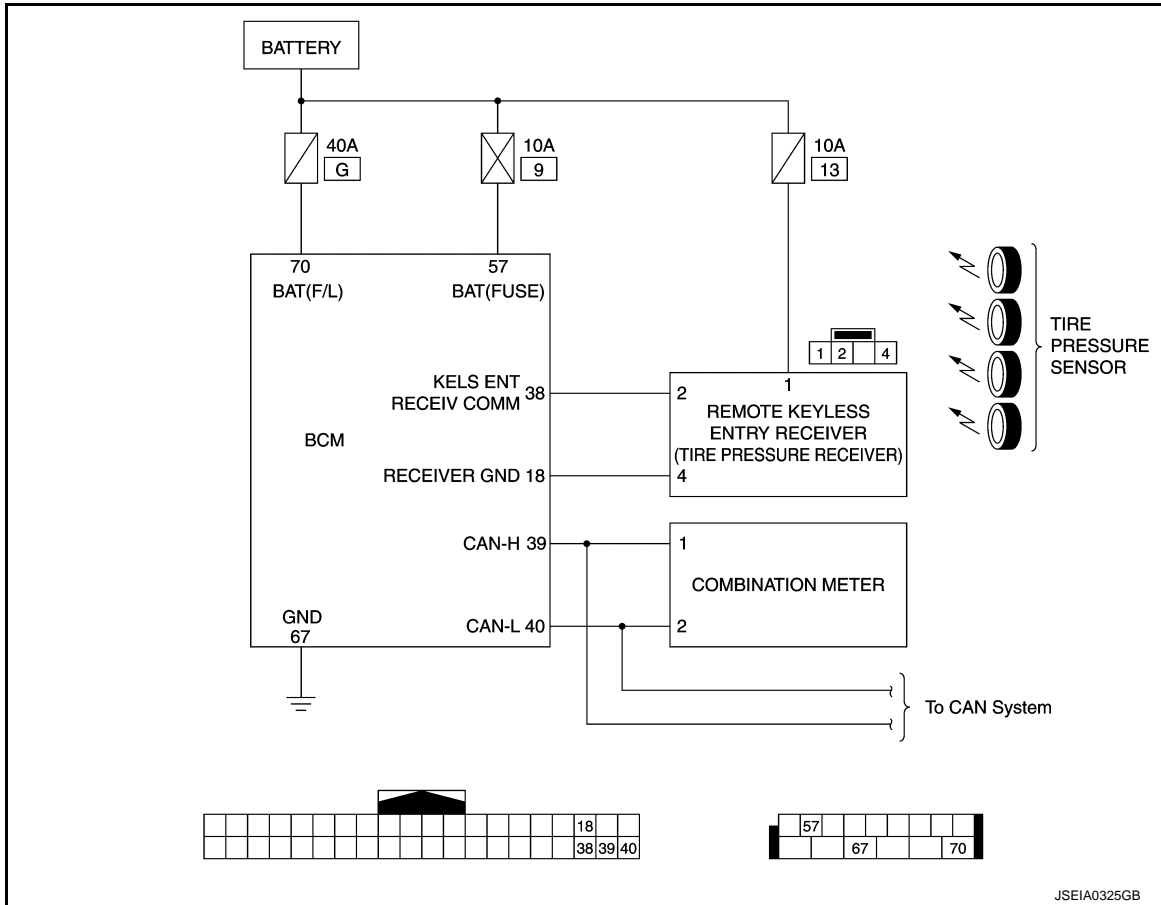 BATTERY
40A
G
10A
9
10A
13
70
BAT(F/L)
57
BAT(FUSE)
TIRE
PRESSURE
SENSOR
1 2 4
KELS ENT
RECEIV COMM 38
2
1
REMOTE KEYLESS
ENTRY RECEIVER
(TIRE PRESSURE RECEIVER)
BCM
RECEIVER GND 18
4
CAN-H 39
1
COMBINATION METER
GND
67
CAN-L 40
2
To CAN System
18
38 39 40
57
67 70
JSEIA0325GB